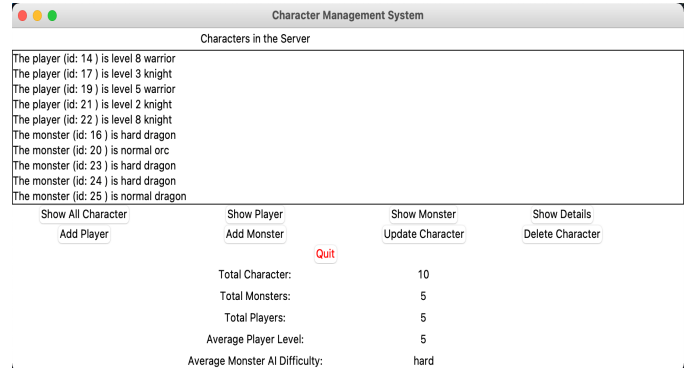 Character Management System
Characters in the Server
The player (id: 14 ) is level 8 warrior
The player (id: 17 ) is level 3 knight
The player (id: 19 ) is level 5 warrior
The player (id: 21 ) is level 2 knight
The player (id: 22 ) is level 8 knight
The monster (id: 16 ) is hard dragon
The monster (id: 20 ) is normal orc
The monster (id: 23 ) is hard dragon
The monster (id: 24 ) is hard dragon
The monster (id: 25 ) is normal dragon
Show All Character Show Player Show Monster Show Details
Add Player Add Monster Update Character Delete Character
Quit
Total Character: 10
Total Monsters: 5
Total Players: 5
Average Player Level: 5
Average Monster AI Difficulty: hard